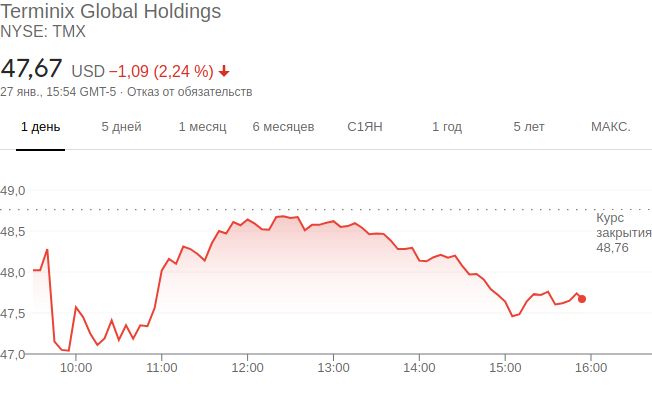 Terminix Global Holdings
NYSE: TMX
47,67 USD −1,09 (2,24 %)
27 янв., 15:54 GMT-5 · Отказ от обязательств
1 день 5 дней 1 месяц 6 месяцев С1ЯН 1 год 5 лет МАКС.
49,0
Курс
закрытия
48,76
48,5
48,0
47,5
47,0
10:00 11:00 12:00 13:00 14:00 15:00 16:00